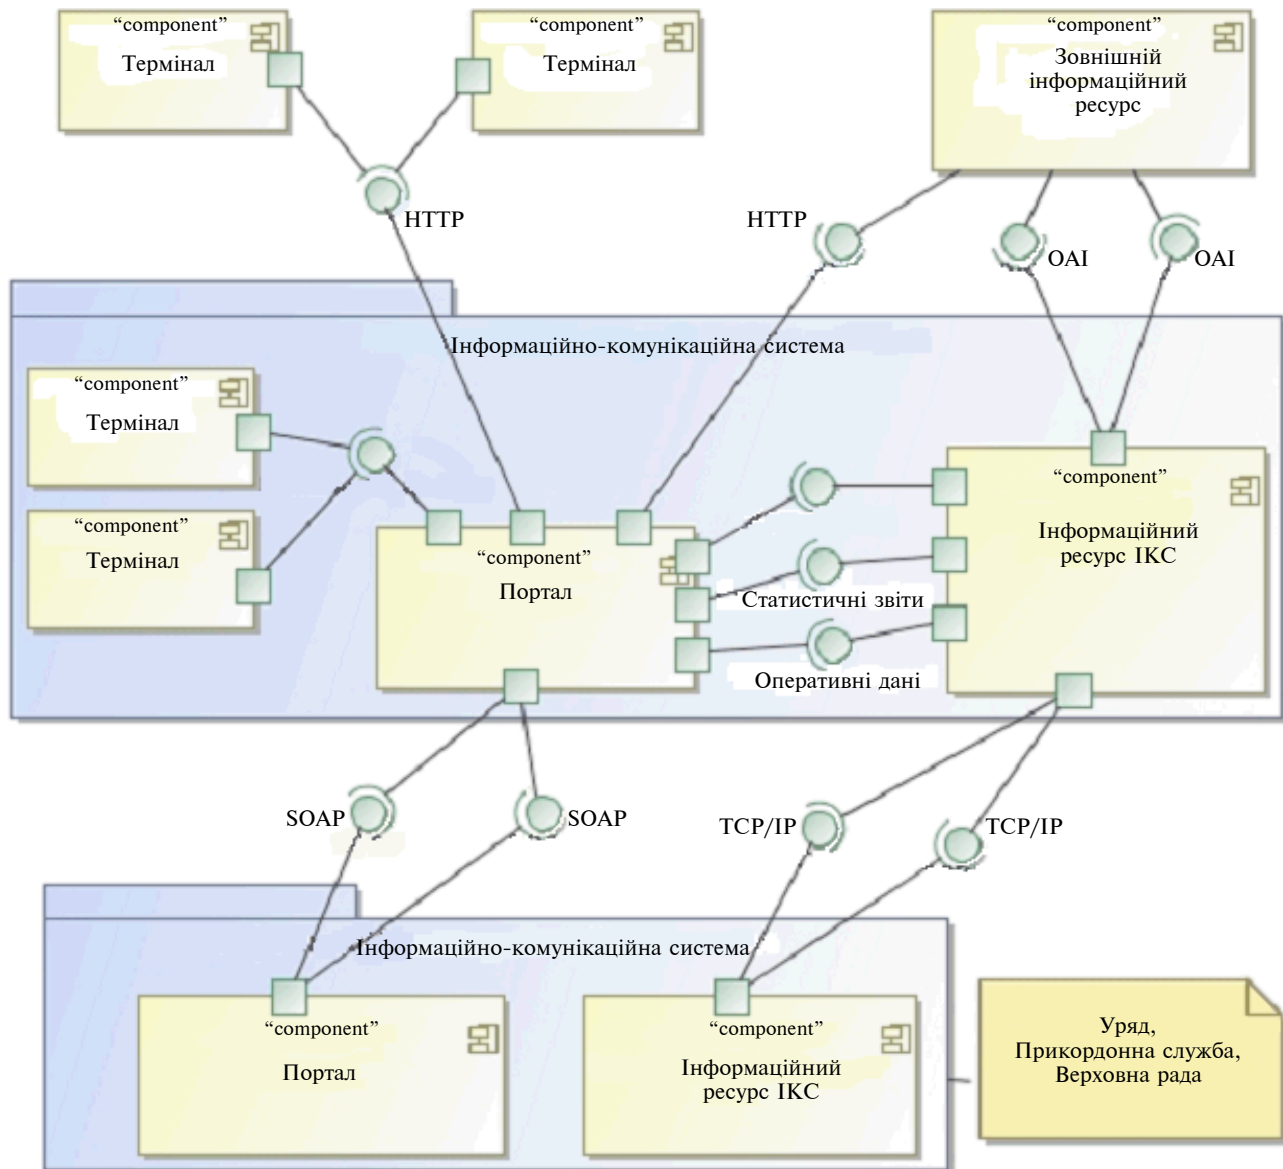 “component”
Термінал
“component”
Термінал
“component”
Зовнішній
інформаційний
ресурс
HTTP
HTTP
OAI
OAI
Інформаційно-комунікаційна система
“component”
Термінал
“component”
Термінал
“component”
Портал
“component”
Інформаційний
ресурс ІКС
Статистичні звіти
Оперативні дані
SOAP
SOAP
TCP/IP
TCP/IP
Інформаційно-комунікаційна система
“component”
Портал
“component”
Інформаційний
ресурс ІКС
Уряд,
Прикордонна служба,
Верховна рада